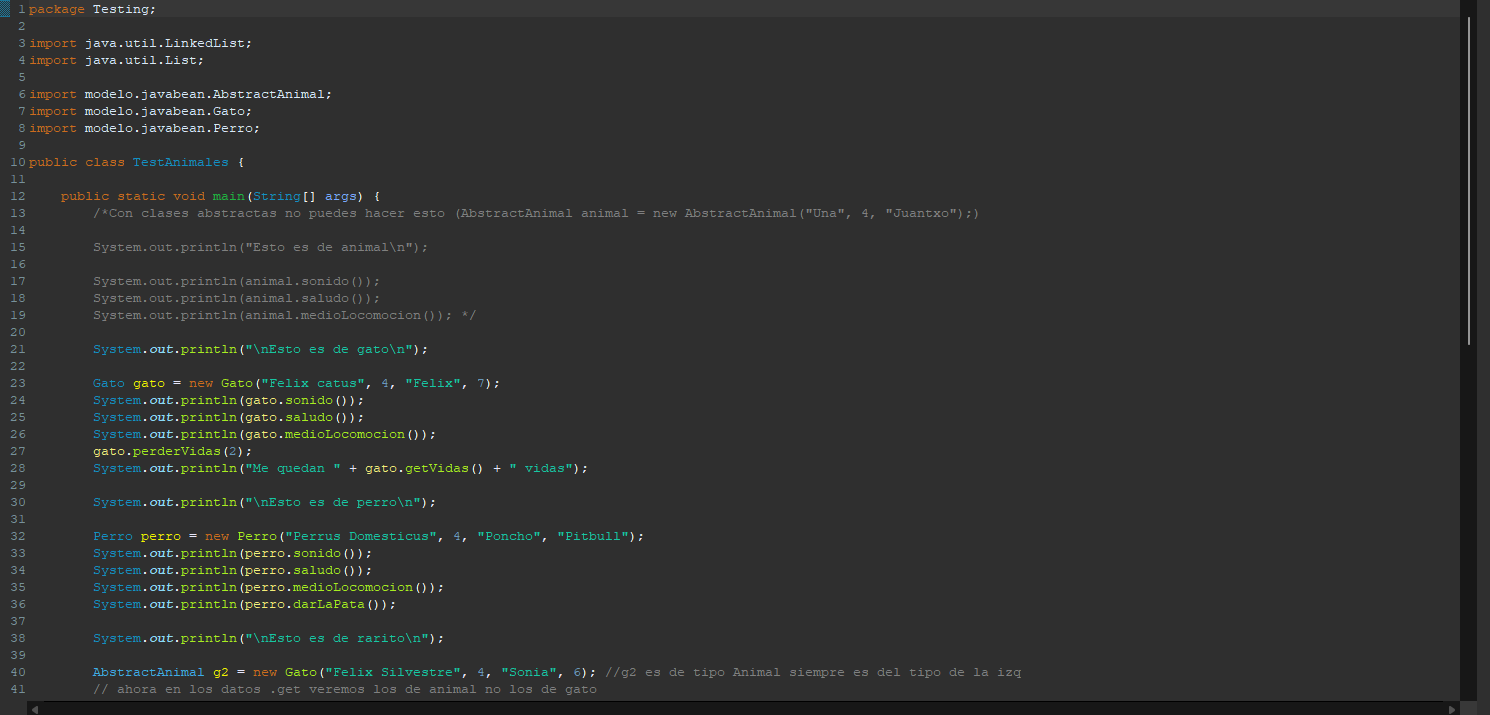 1 package Testing;
2
3 import java.util.LinkedList;
4 import java.util.List;
5
6 import modelo.javabean.AbstractAnimal;
7 import modelo.javabean.Gato;
8 import modelo.javabean.Perro;
9
10 public class TestAnimales {
11
12     public static void main(String[] args) {
13         /*Con clases abstractas no puedes hacer esto (AbstractAnimal animal = new AbstractAnimal("Una", 4, "Juantxo");)
14
15         System.out.println("Esto es de animal\n");
16
17         System.out.println(animal.sonido());
18         System.out.println(animal.saludo());
19         System.out.println(animal.medioLocomocion()); */
20
21         System.out.println("\nEsto es de gato\n");
22
23         Gato gato = new Gato("Felix catus", 4, "Felix", 7);
24         System.out.println(gato.sonido());
25         System.out.println(gato.saludo());
26         System.out.println(gato.medioLocomocion());
27         gato.perderVidas(2);
28         System.out.println("Me quedan " + gato.getVidas() + " vidas");
29
30         System.out.println("\nEsto es de perro\n");
31
32         Perro perro = new Perro("Perrus Domesticus", 4, "Poncho", "Pitbull");
33         System.out.println(perro.sonido());
34         System.out.println(perro.saludo());
35         System.out.println(perro.medioLocomocion());
36         System.out.println(perro.darLaPata());
37
38         System.out.println("\nEsto es de rarito\n");
39
40         AbstractAnimal g2 = new Gato("Felix Silvestre", 4, "Sonia", 6); //g2 es de tipo Animal siempre es del tipo de la izq
41         // ahora en los datos .get veremos los de animal no los de gato